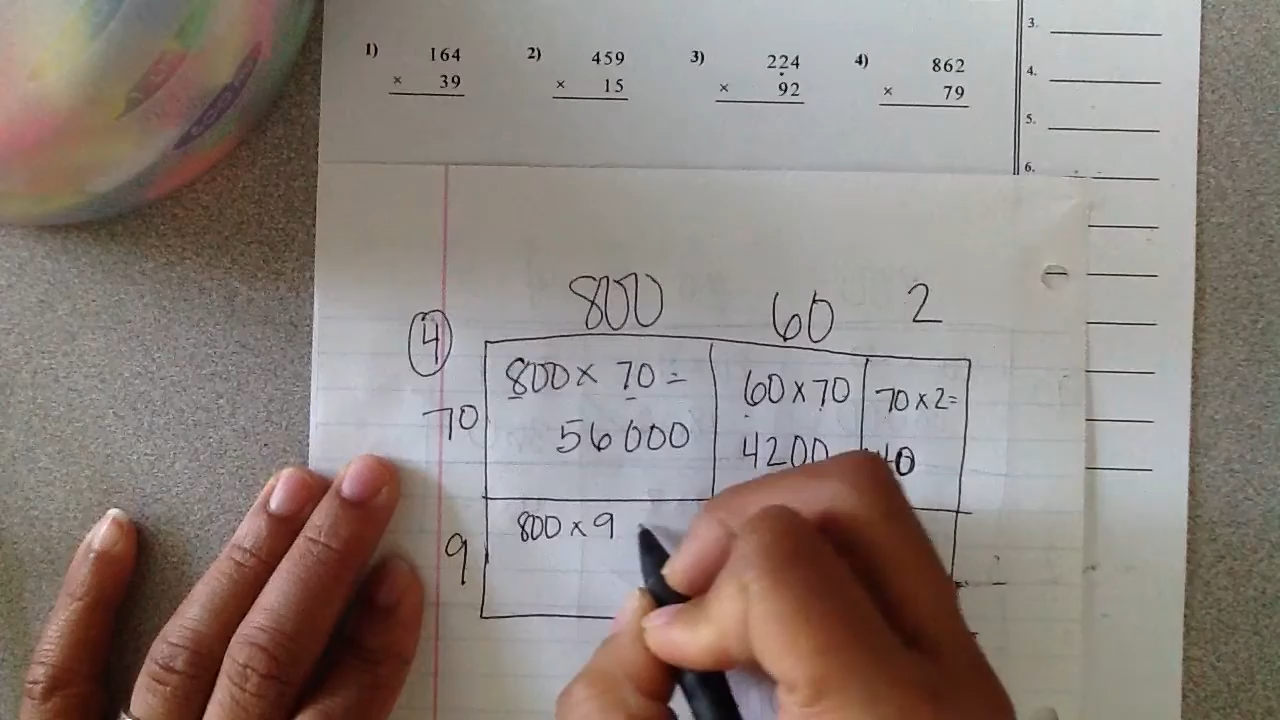 1) 164 2) 459 3) 224 4) 862
× 39 × 15 × 92 × 79
3.
4.
5.
6.
800 60 2
4
70 800 × 70 = 60 × 70 70 × 2 =
56000 4200
9 800 × 9